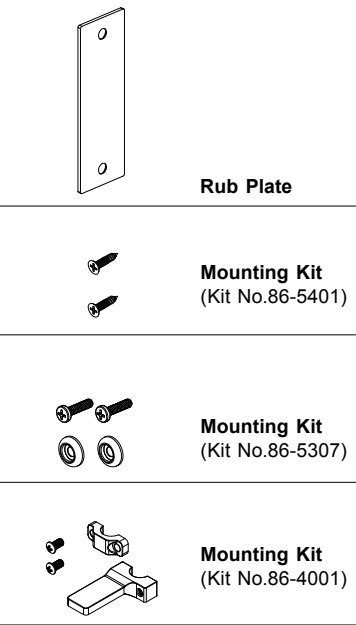 Rub Plate
Mounting Kit
(Kit No.86-5401)
Mounting Kit
(Kit No.86-5307)
Mounting Kit
(Kit No.86-4001)